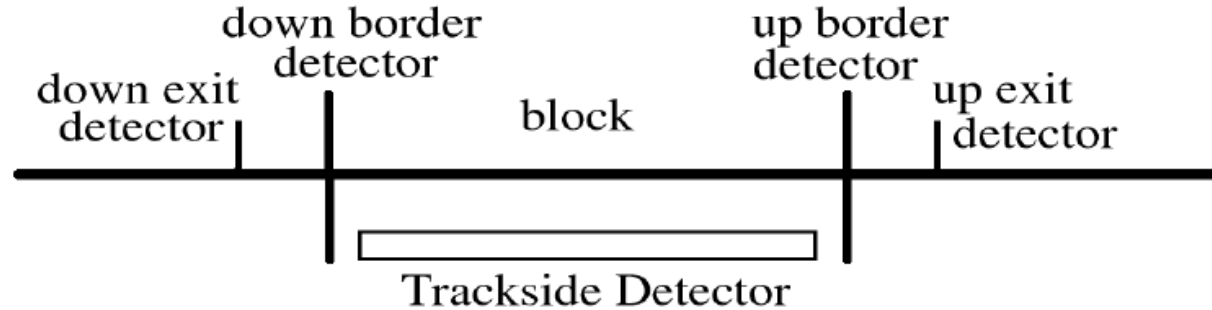 down border
detector
up border
detector
down exit
detector
block
up exit
detector
Trackside Detector